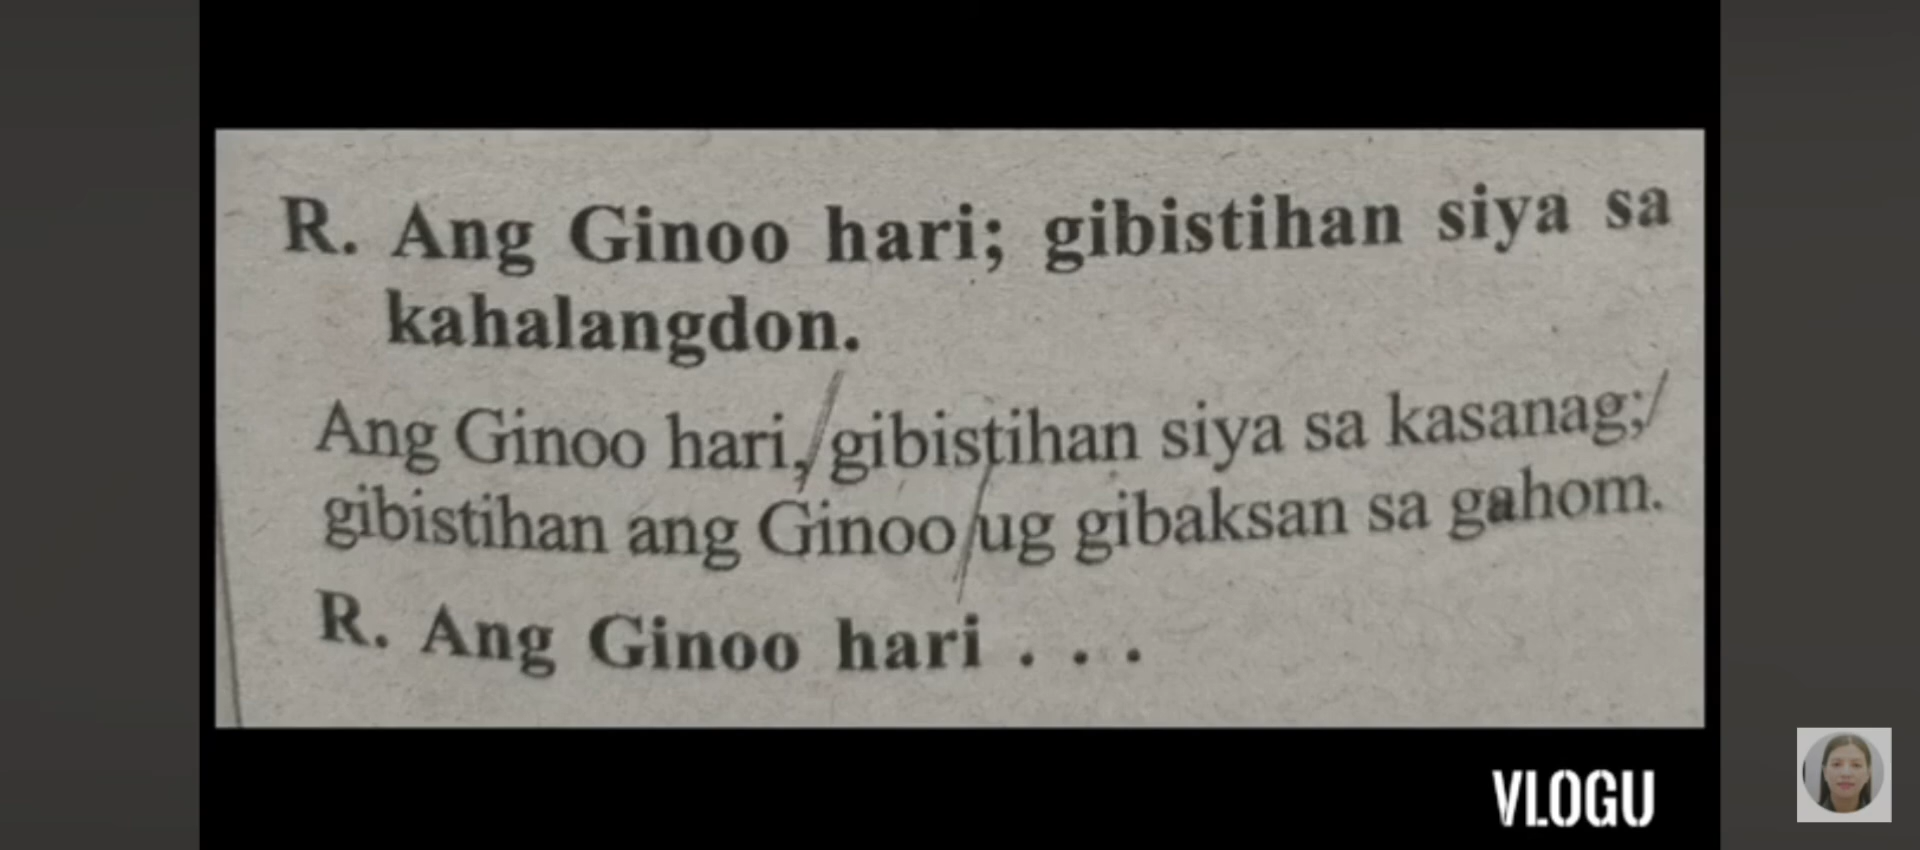 R. Ang Ginoo hari; gibistihan siya sa
kahalangdon.
Ang Ginoo hari,/gibistihan siya sa kasanag;/
gibistihan ang Ginoo/ug gibaksan sa gahom.
R. Ang Ginoo hari . . .
VLOGU